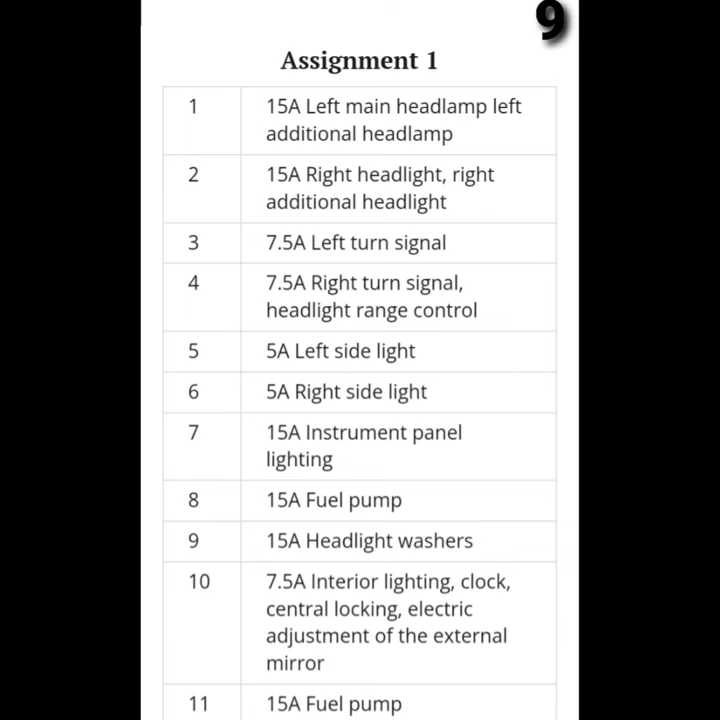 9
Assignment 1
1 15A Left main headlamp left
additional headlamp
2 15A Right headlight, right
additional headlight
3 7.5A Left turn signal
4 7.5A Right turn signal,
headlight range control
5 5A Left side light
6 5A Right side light
7 15A Instrument panel
lighting
8 15A Fuel pump
9 15A Headlight washers
10 7.5A Interior lighting, clock,
central locking, electric
adjustment of the external
mirror
11 15A Fuel pump